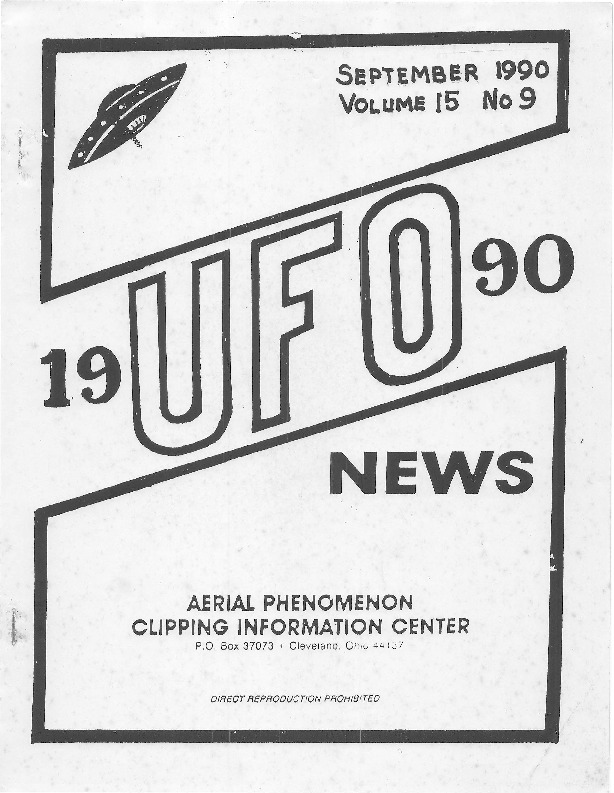 SEPTEMBER 1990
VOLUME 15 No 9
19 UFO 90
NEWS
AERIAL PHENOMENON
CLIPPING INFORMATION CENTER
P.O. Box 37073 • Cleveland, Ohio
DIRECT REPRODUCTION PROHIBITED